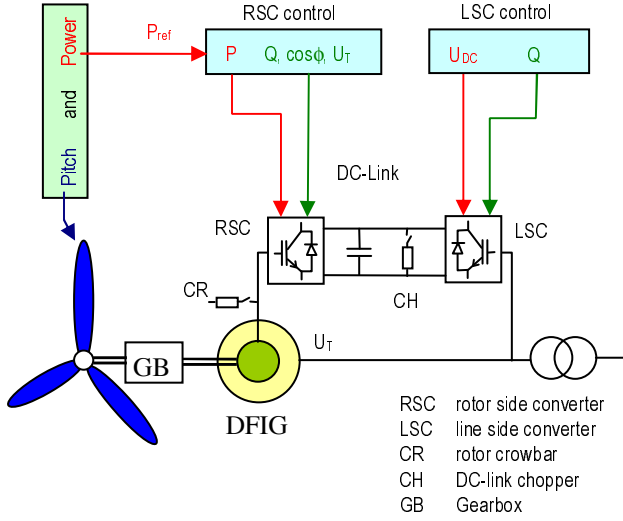 RSC control
LSC control
Pitch and Power
Pref
P Q, cosϕ, UT
UDC Q
DC-Link
RSC
LSC
CR
CH
GB
UT
DFIG
RSC rotor side converter
LSC line side converter
CR rotor crowbar
CH DC-link chopper
GB Gearbox